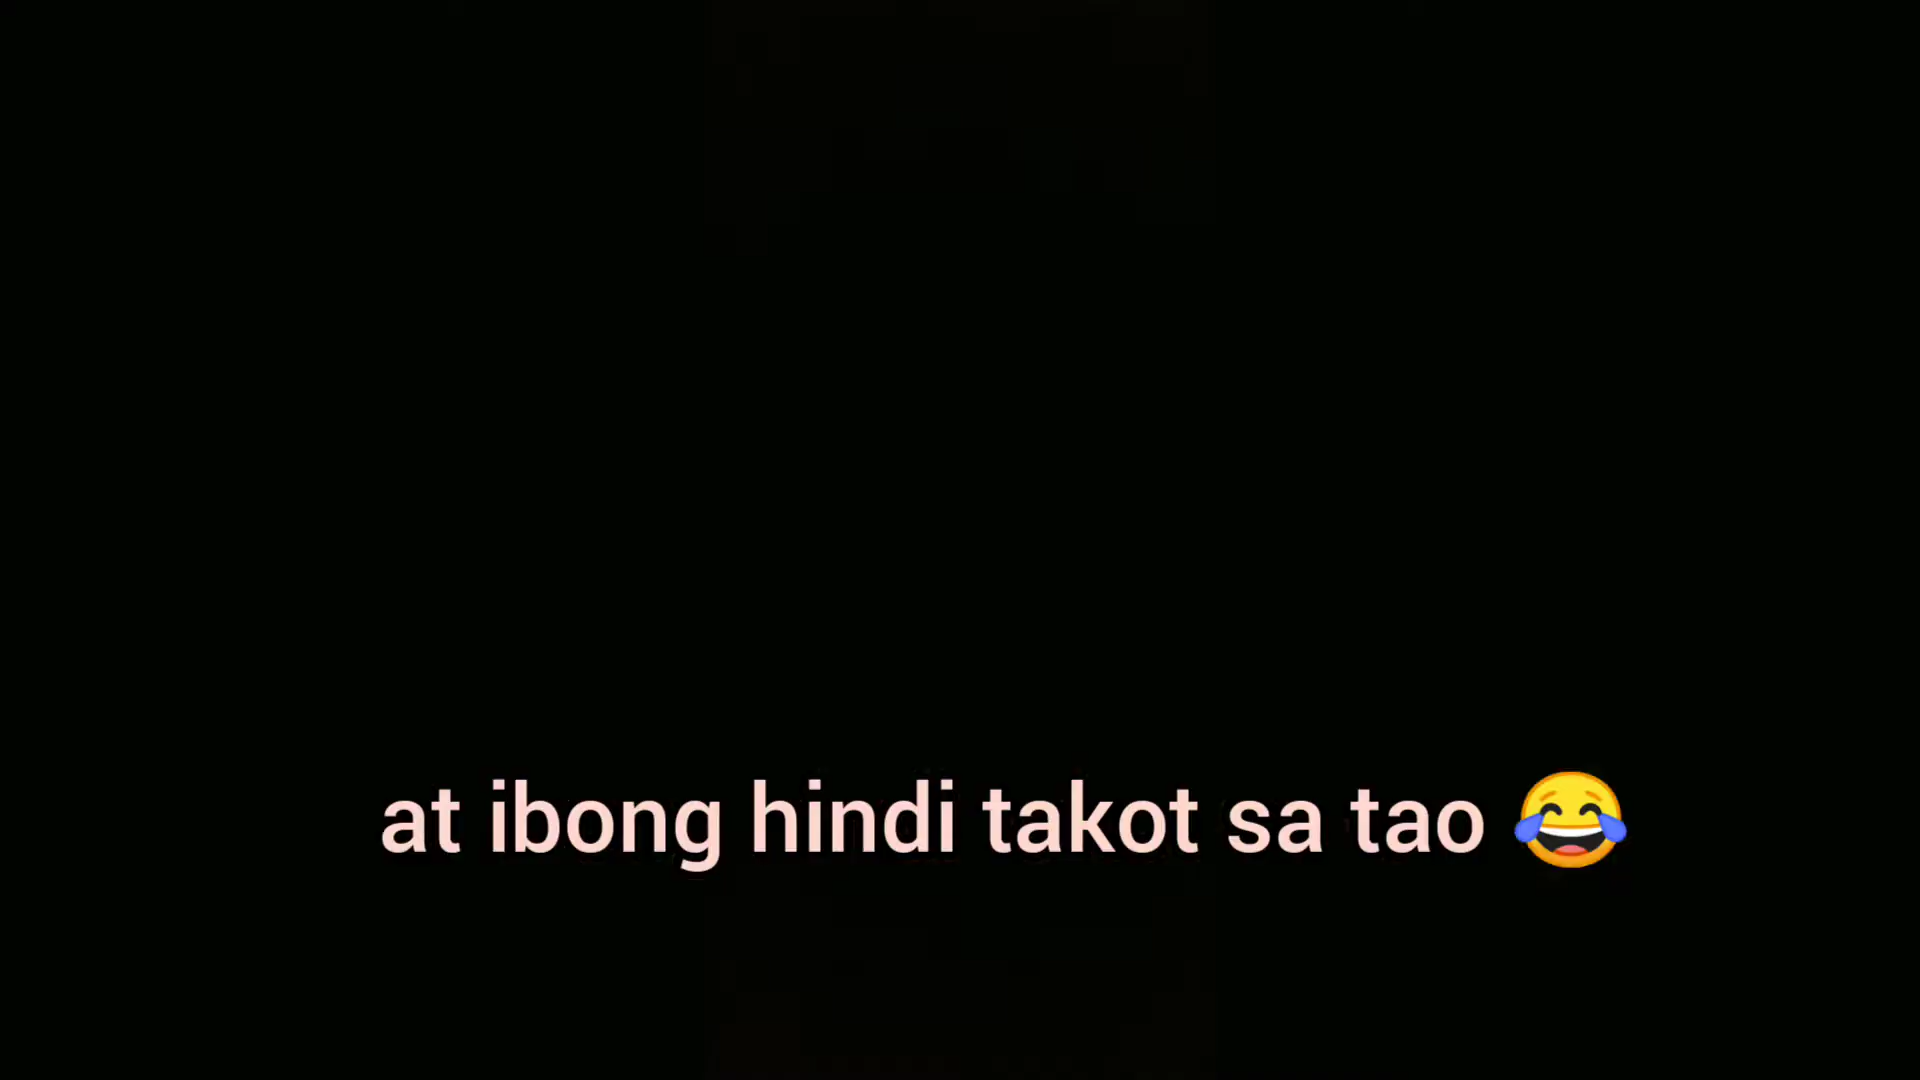 at ibong hindi takot sa tao 😂